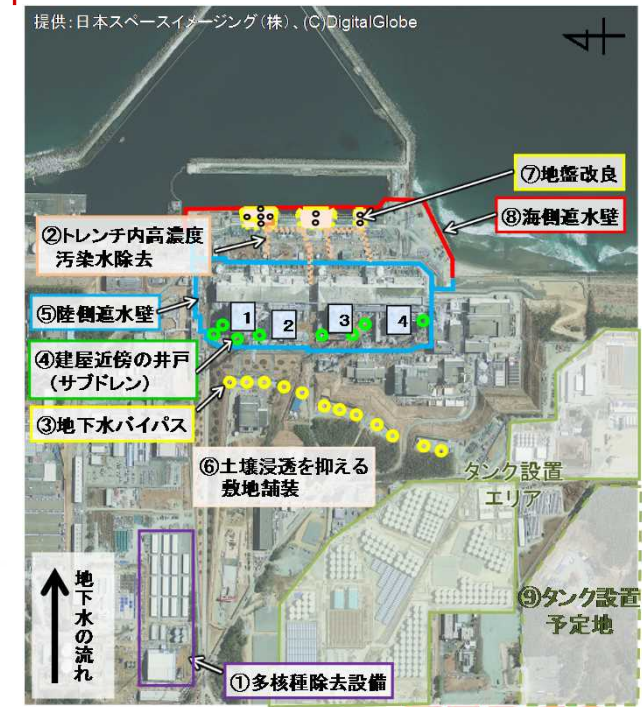 提供:日本スペースイメージング(株)、(C)DigitalGlobe
⑦地盤改良
⑧海側遮水壁
②トレンチ内高濃度
汚染水除去
⑤陸側遮水壁
1
2
3
4
④建屋近傍の井戸
(サブドレン)
③地下水バイパス
⑥土壌浸透を抑える
敷地舗装
タンク設置
エリア
⑨タンク設置
予定地
地下水の流れ
①多核種除去設備